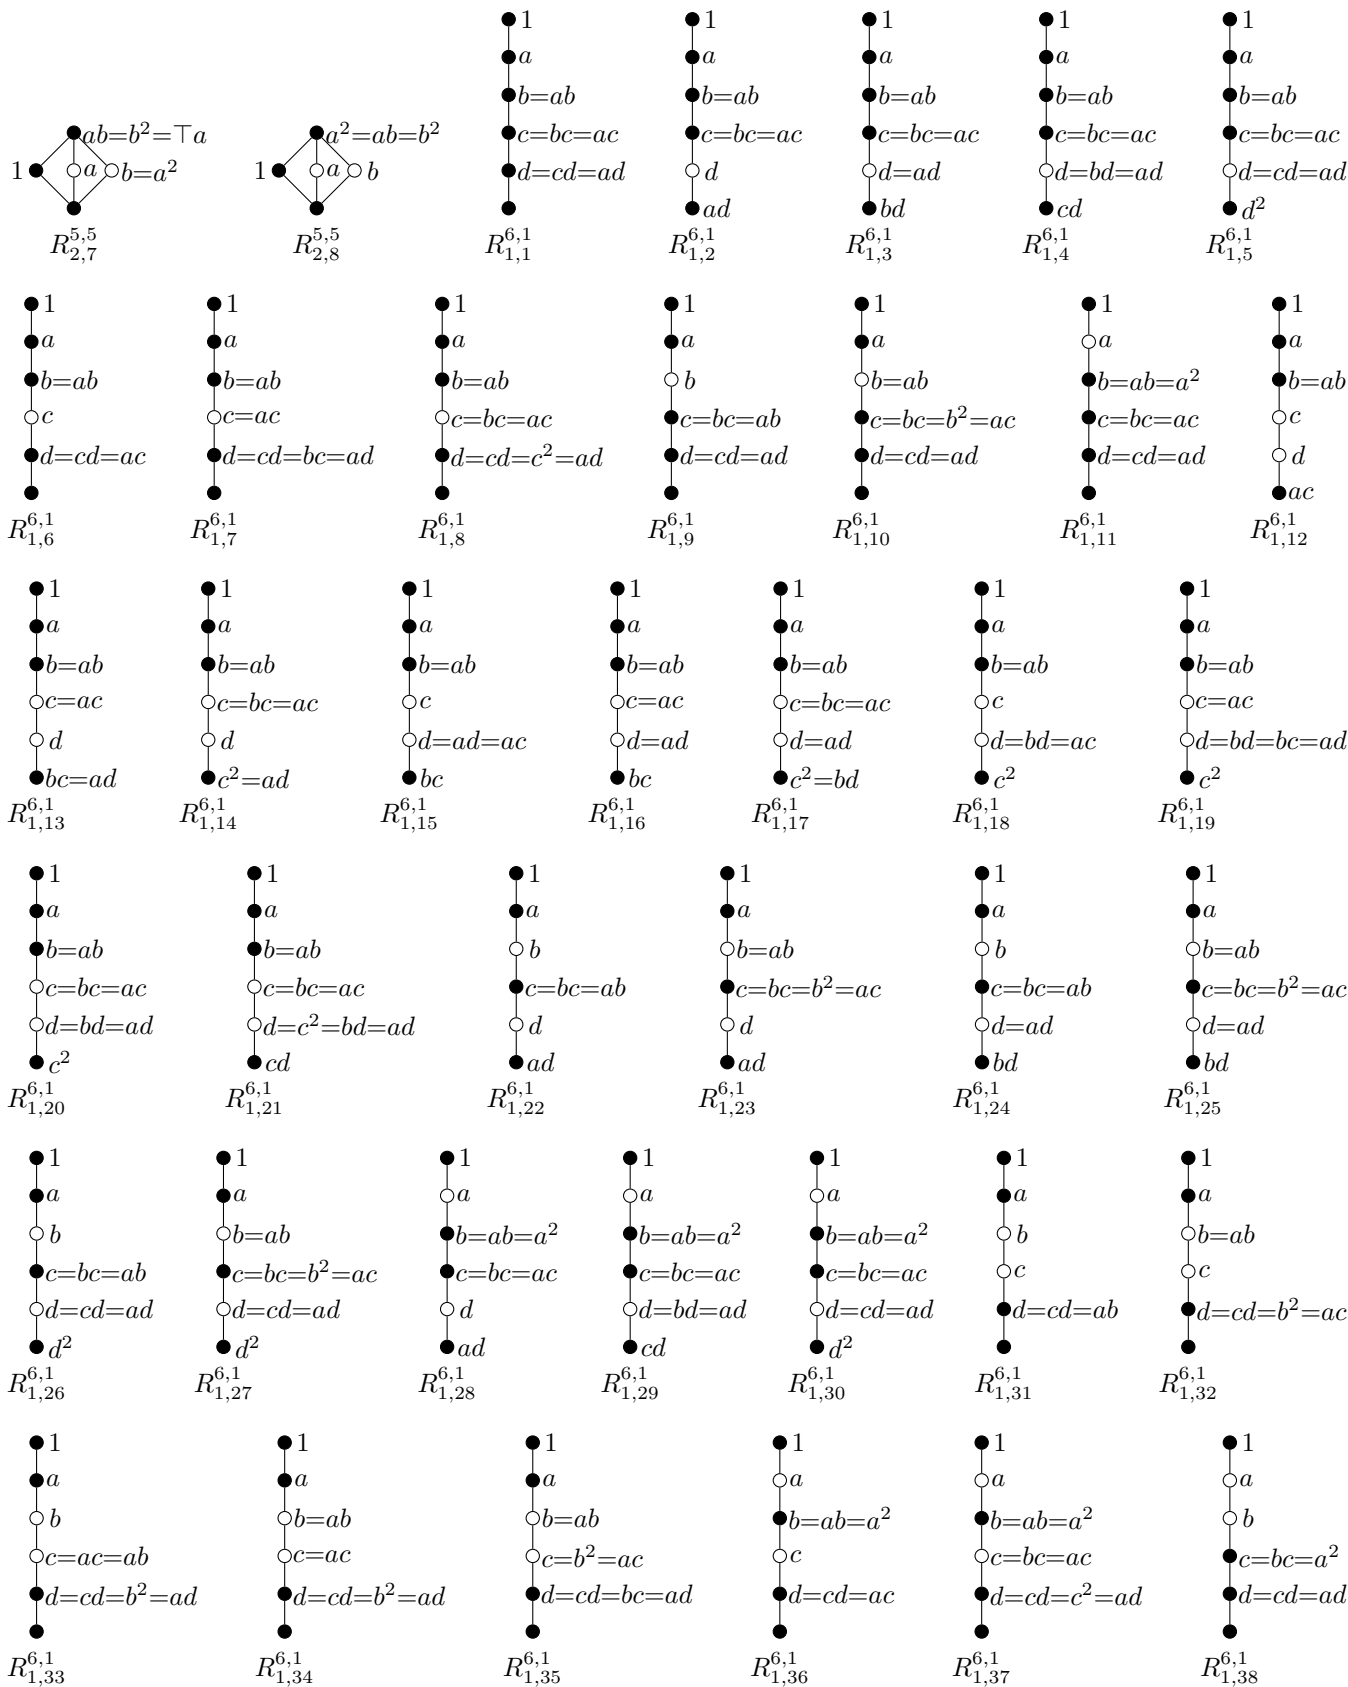 1
ab=b²=⊤a
a
b=a²
R^{5,5}_{2,7}
1
a²=ab=b²
a
b
R^{5,5}_{2,8}
1
a
b=ab
c=bc=ac
d=cd=ad
R^{6,1}_{1,1}
1
a
b=ab
c=bc=ac
d
ad
R^{6,1}_{1,2}
1
a
b=ab
c=bc=ac
d=ad
bd
R^{6,1}_{1,3}
1
a
b=ab
c=bc=ac
d=bd=ad
cd
R^{6,1}_{1,4}
1
a
b=ab
c=bc=ac
d=cd=ad
d²
R^{6,1}_{1,5}
1
a
b=ab
c
d=cd=ac
R^{6,1}_{1,6}
1
a
b=ab
c=ac
d=cd=bc=ad
R^{6,1}_{1,7}
1
a
b=ab
c=bc=ac
d=cd=c²=ad
R^{6,1}_{1,8}
1
a
b
c=bc=ab
d=cd=ad
R^{6,1}_{1,9}
1
a
b=ab
c=bc=b²=ac
d=cd=ad
R^{6,1}_{1,10}
1
a
b=ab=a²
c=bc=ac
d=cd=ad
R^{6,1}_{1,11}
1
a
b=ab
c
d
ac
R^{6,1}_{1,12}
1
a
b=ab
c=ac
d
bc=ad
R^{6,1}_{1,13}
1
a
b=ab
c=bc=ac
d
c²=ad
R^{6,1}_{1,14}
1
a
b=ab
c
d=ad=ac
bc
R^{6,1}_{1,15}
1
a
b=ab
c=ac
d=ad
bc
R^{6,1}_{1,16}
1
a
b=ab
c=bc=ac
d=ad
c²=bd
R^{6,1}_{1,17}
1
a
b=ab
c
d=bd=ac
c²
R^{6,1}_{1,18}
1
a
b=ab
c=ac
d=bd=bc=ad
c²
R^{6,1}_{1,19}
1
a
b=ab
c=bc=ac
d=bd=ad
c²
R^{6,1}_{1,20}
1
a
b=ab
c=bc=ac
d=c²=bd=ad
cd
R^{6,1}_{1,21}
1
a
b
c=bc=ab
d
ad
R^{6,1}_{1,22}
1
a
b=ab
c=bc=b²=ac
d
ad
R^{6,1}_{1,23}
1
a
b
c=bc=ab
d=ad
bd
R^{6,1}_{1,24}
1
a
b=ab
c=bc=b²=ac
d=ad
bd
R^{6,1}_{1,25}
1
a
b
c=bc=ab
d=cd=ad
d²
R^{6,1}_{1,26}
1
a
b=ab
c=bc=b²=ac
d=cd=ad
d²
R^{6,1}_{1,27}
1
a
b=ab=a²
c=bc=ac
d
ad
R^{6,1}_{1,28}
1
a
b=ab=a²
c=bc=ac
d=bd=ad
cd
R^{6,1}_{1,29}
1
a
b=ab=a²
c=bc=ac
d=cd=ad
d²
R^{6,1}_{1,30}
1
a
b
c
d=cd=ab
R^{6,1}_{1,31}
1
a
b=ab
c
d=cd=b²=ac
R^{6,1}_{1,32}
1
a
b
c=ac=ab
d=cd=b²=ad
R^{6,1}_{1,33}
1
a
b=ab
c=ac
d=cd=b²=ad
R^{6,1}_{1,34}
1
a
b=ab
c=b²=ac
d=cd=bc=ad
R^{6,1}_{1,35}
1
a
b=ab=a²
c
d=cd=ac
R^{6,1}_{1,36}
1
a
b=ab=a²
c=bc=ac
d=cd=c²=ad
R^{6,1}_{1,37}
1
a
b
c=bc=a²
d=cd=ad
R^{6,1}_{1,38}